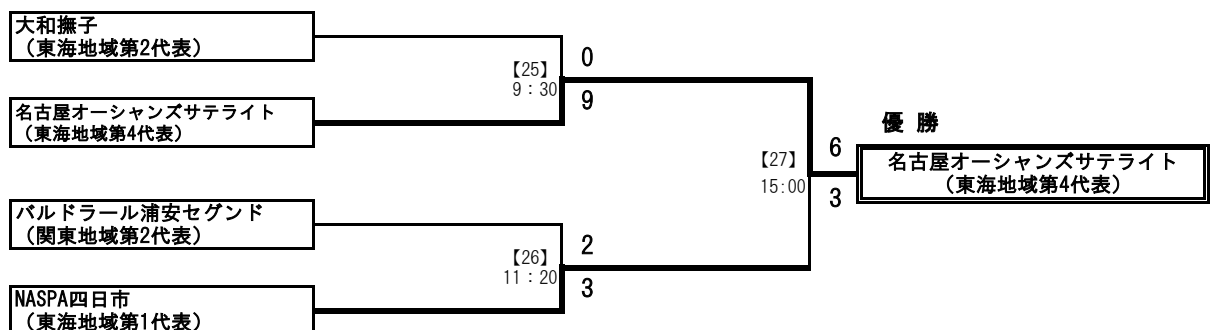 大和撫子
（東海地域第2代表）
【25】
9：30
0
9
名古屋オーシャンズサテライト
（東海地域第4代表）
優 勝
6
3
名古屋オーシャンズサテライト
（東海地域第4代表）
【27】
15:00
バルドラール浦安セグンド
（関東地域第2代表）
【26】
11：20
2
3
NASPA四日市
（東海地域第1代表）